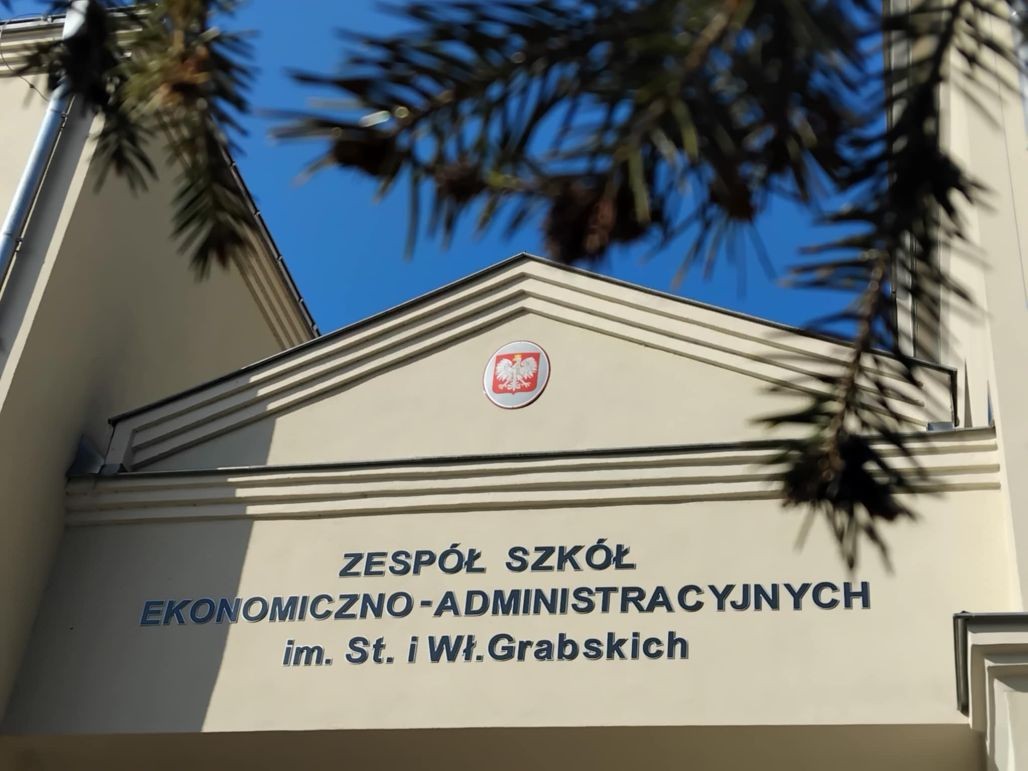 ZESPÓŁ SZKÓŁ
EKONOMICZNO-ADMINISTRACYJNYCH
im. St. i Wł.Grabskich